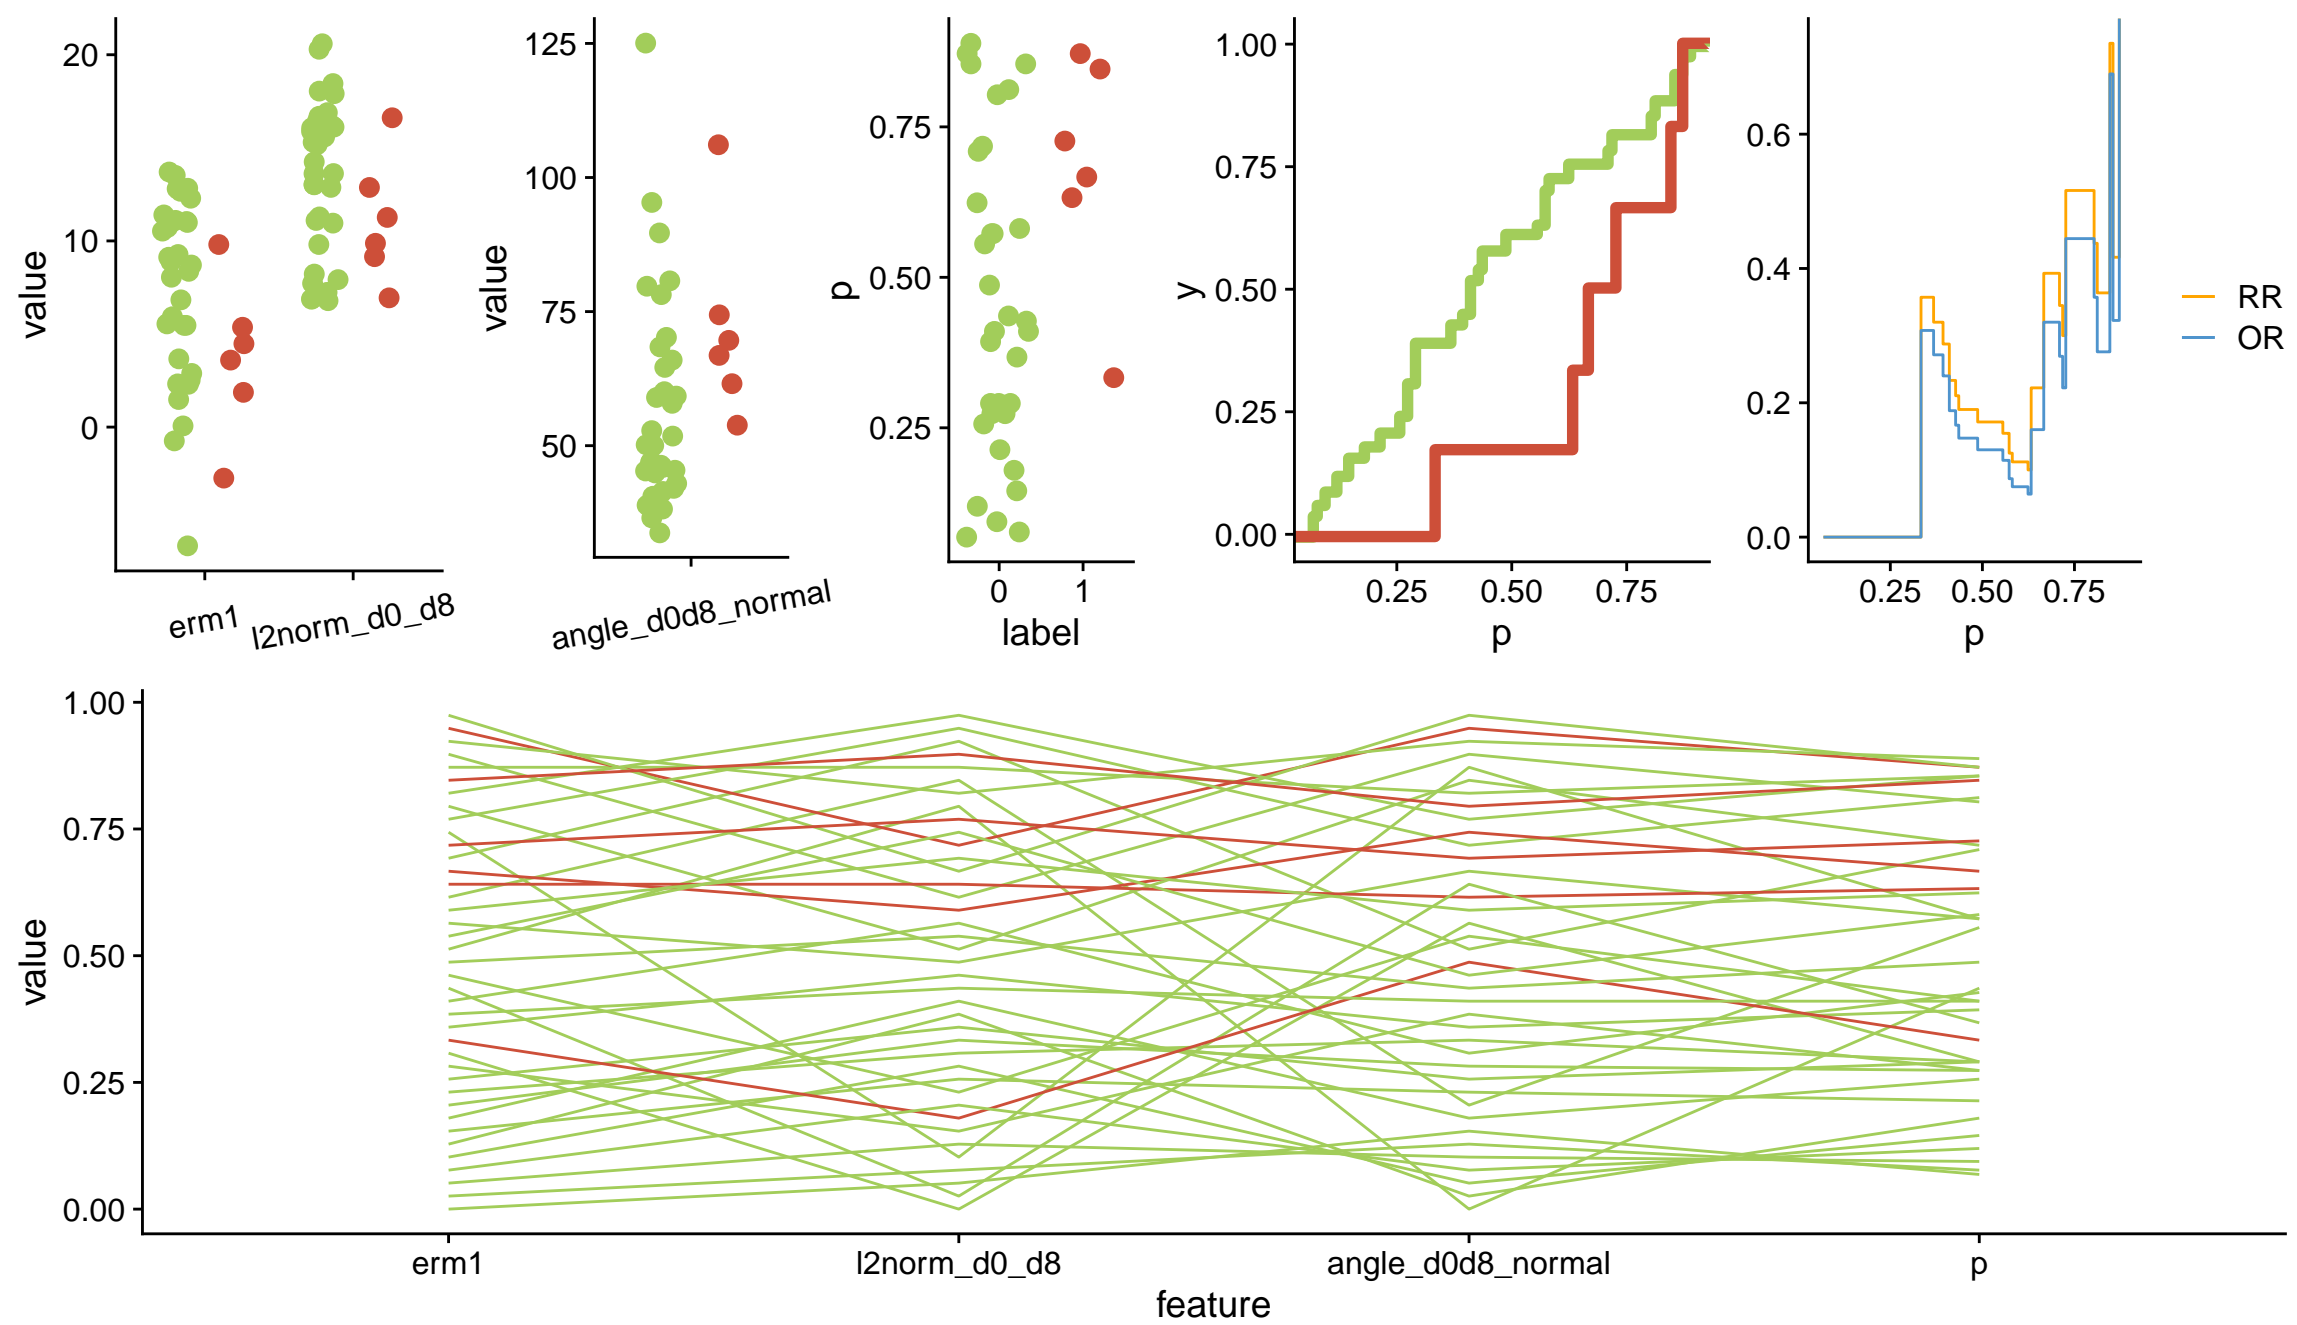 value
20
10
0
erm1
l2norm_d0_d8
value
125
100
75
50
angle_d0d8_normal
p
0.75
0.50
0.25
0 1
label
y
1.00
0.75
0.50
0.25
0.00
0.25 0.50 0.75
p
0.6
0.4
0.2
0.0
0.25 0.50 0.75
p
RR
OR
value
1.00
0.75
0.50
0.25
0.00
erm1 l2norm_d0_d8 angle_d0d8_normal p
feature